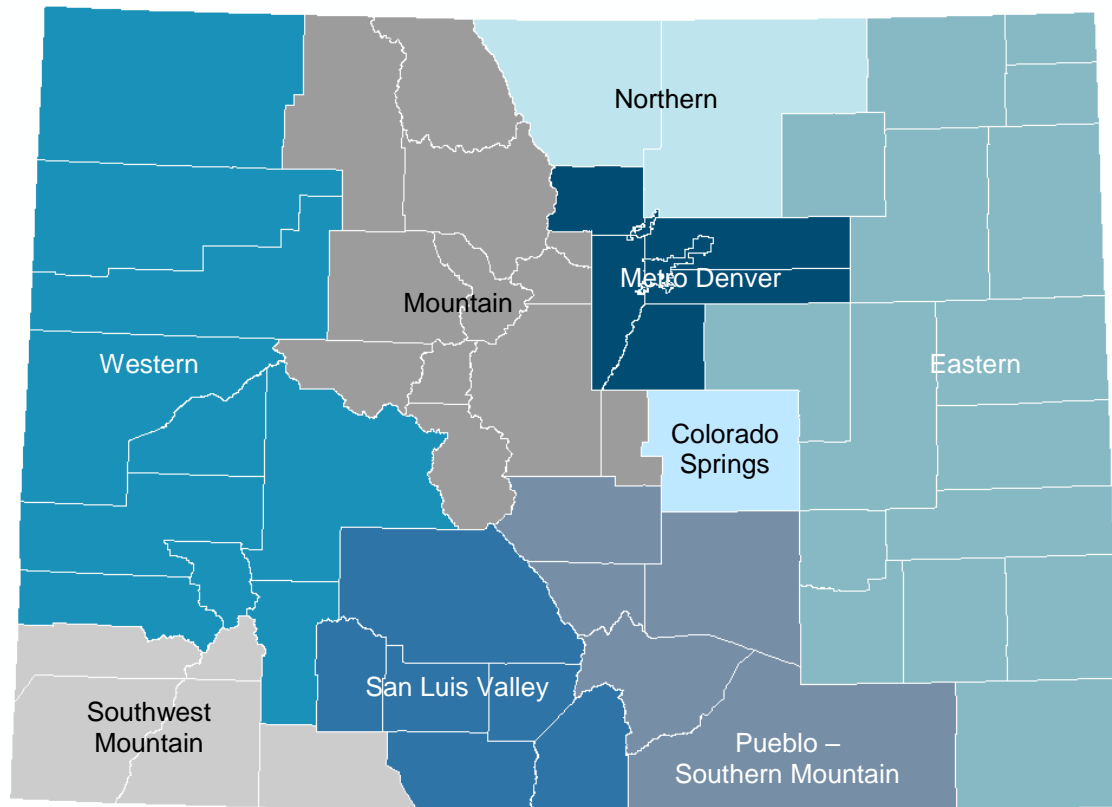 Northern
Metro Denver
Mountain
Western
Eastern
Colorado
Springs
San Luis Valley
Southwest
Mountain
Pueblo –
Southern Mountain